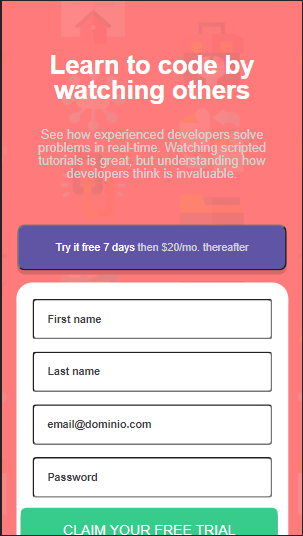 Learn to code by
watching others
See how experienced developers solve
problems in real-time. Watching scripted
tutorials is great, but understanding how
developers think is invaluable.
Try it free 7 days then $20/mo. thereafter
First name
Last name
email@dominio.com
Password
CLAIM YOUR FREE TRIAL